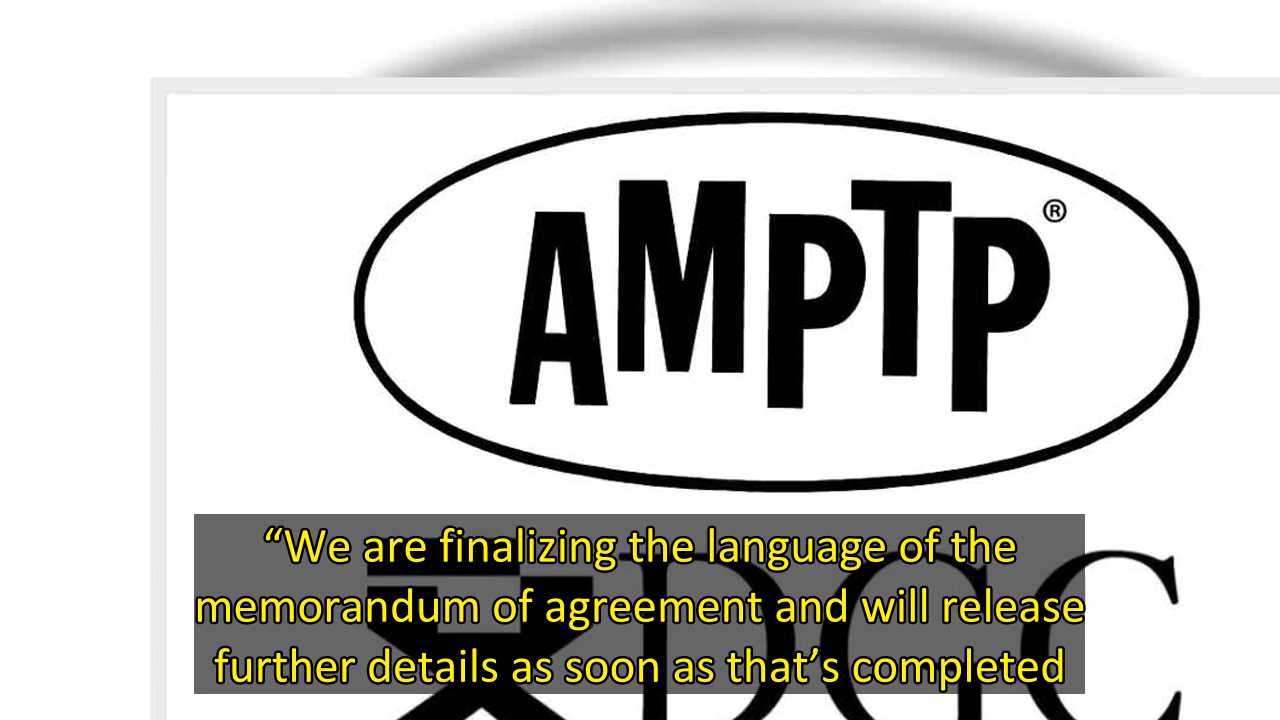 AMPTP®
DGC
“We are finalizing the language of the
memorandum of agreement and will release
further details as soon as that’s completed